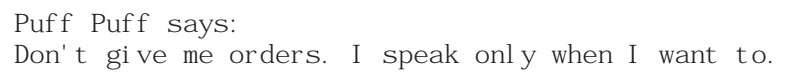 Puff Puff says:
Don't give me orders. I speak only when I want to.